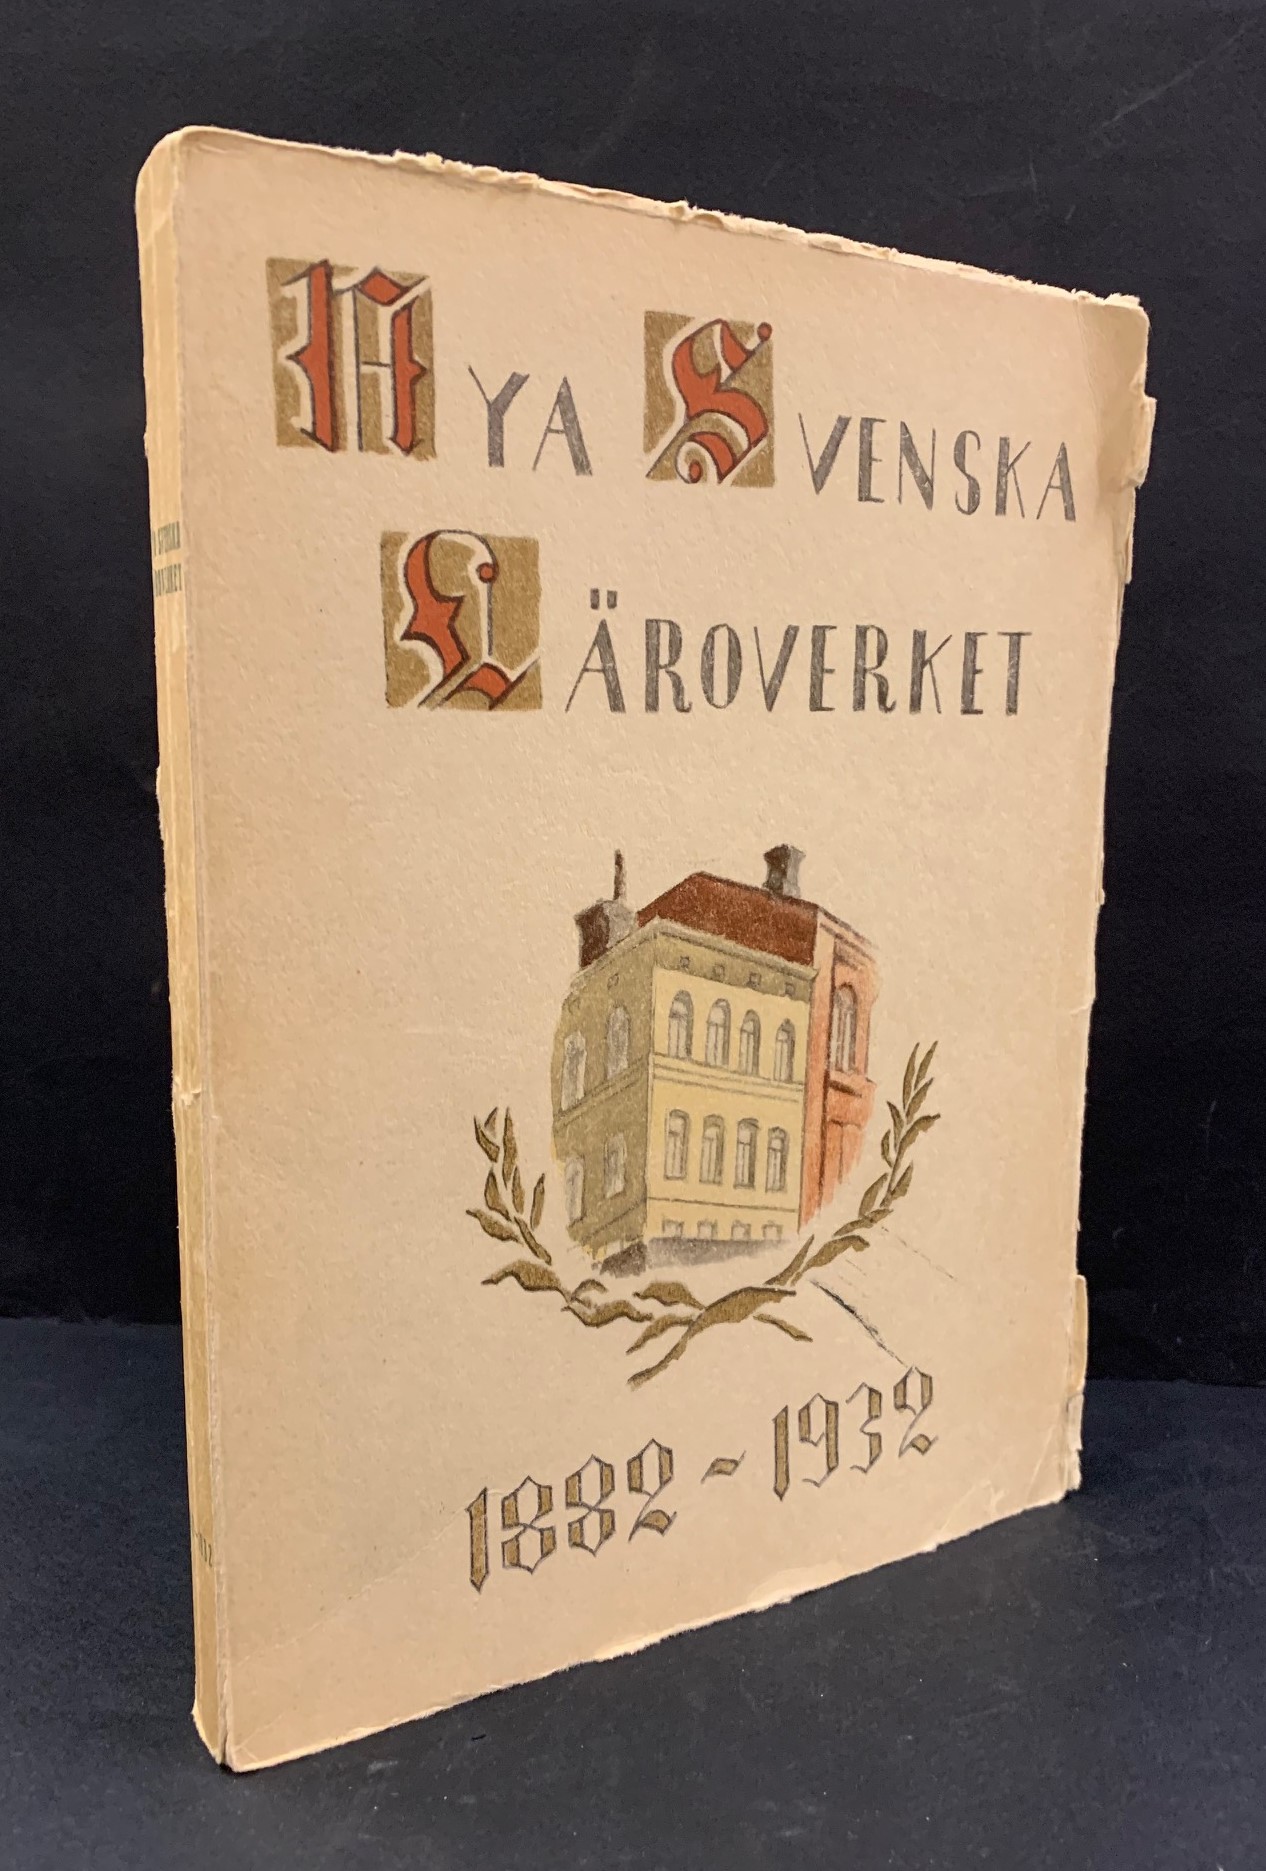 NYA SVENSKA
LÄROVERKET
1882-1932